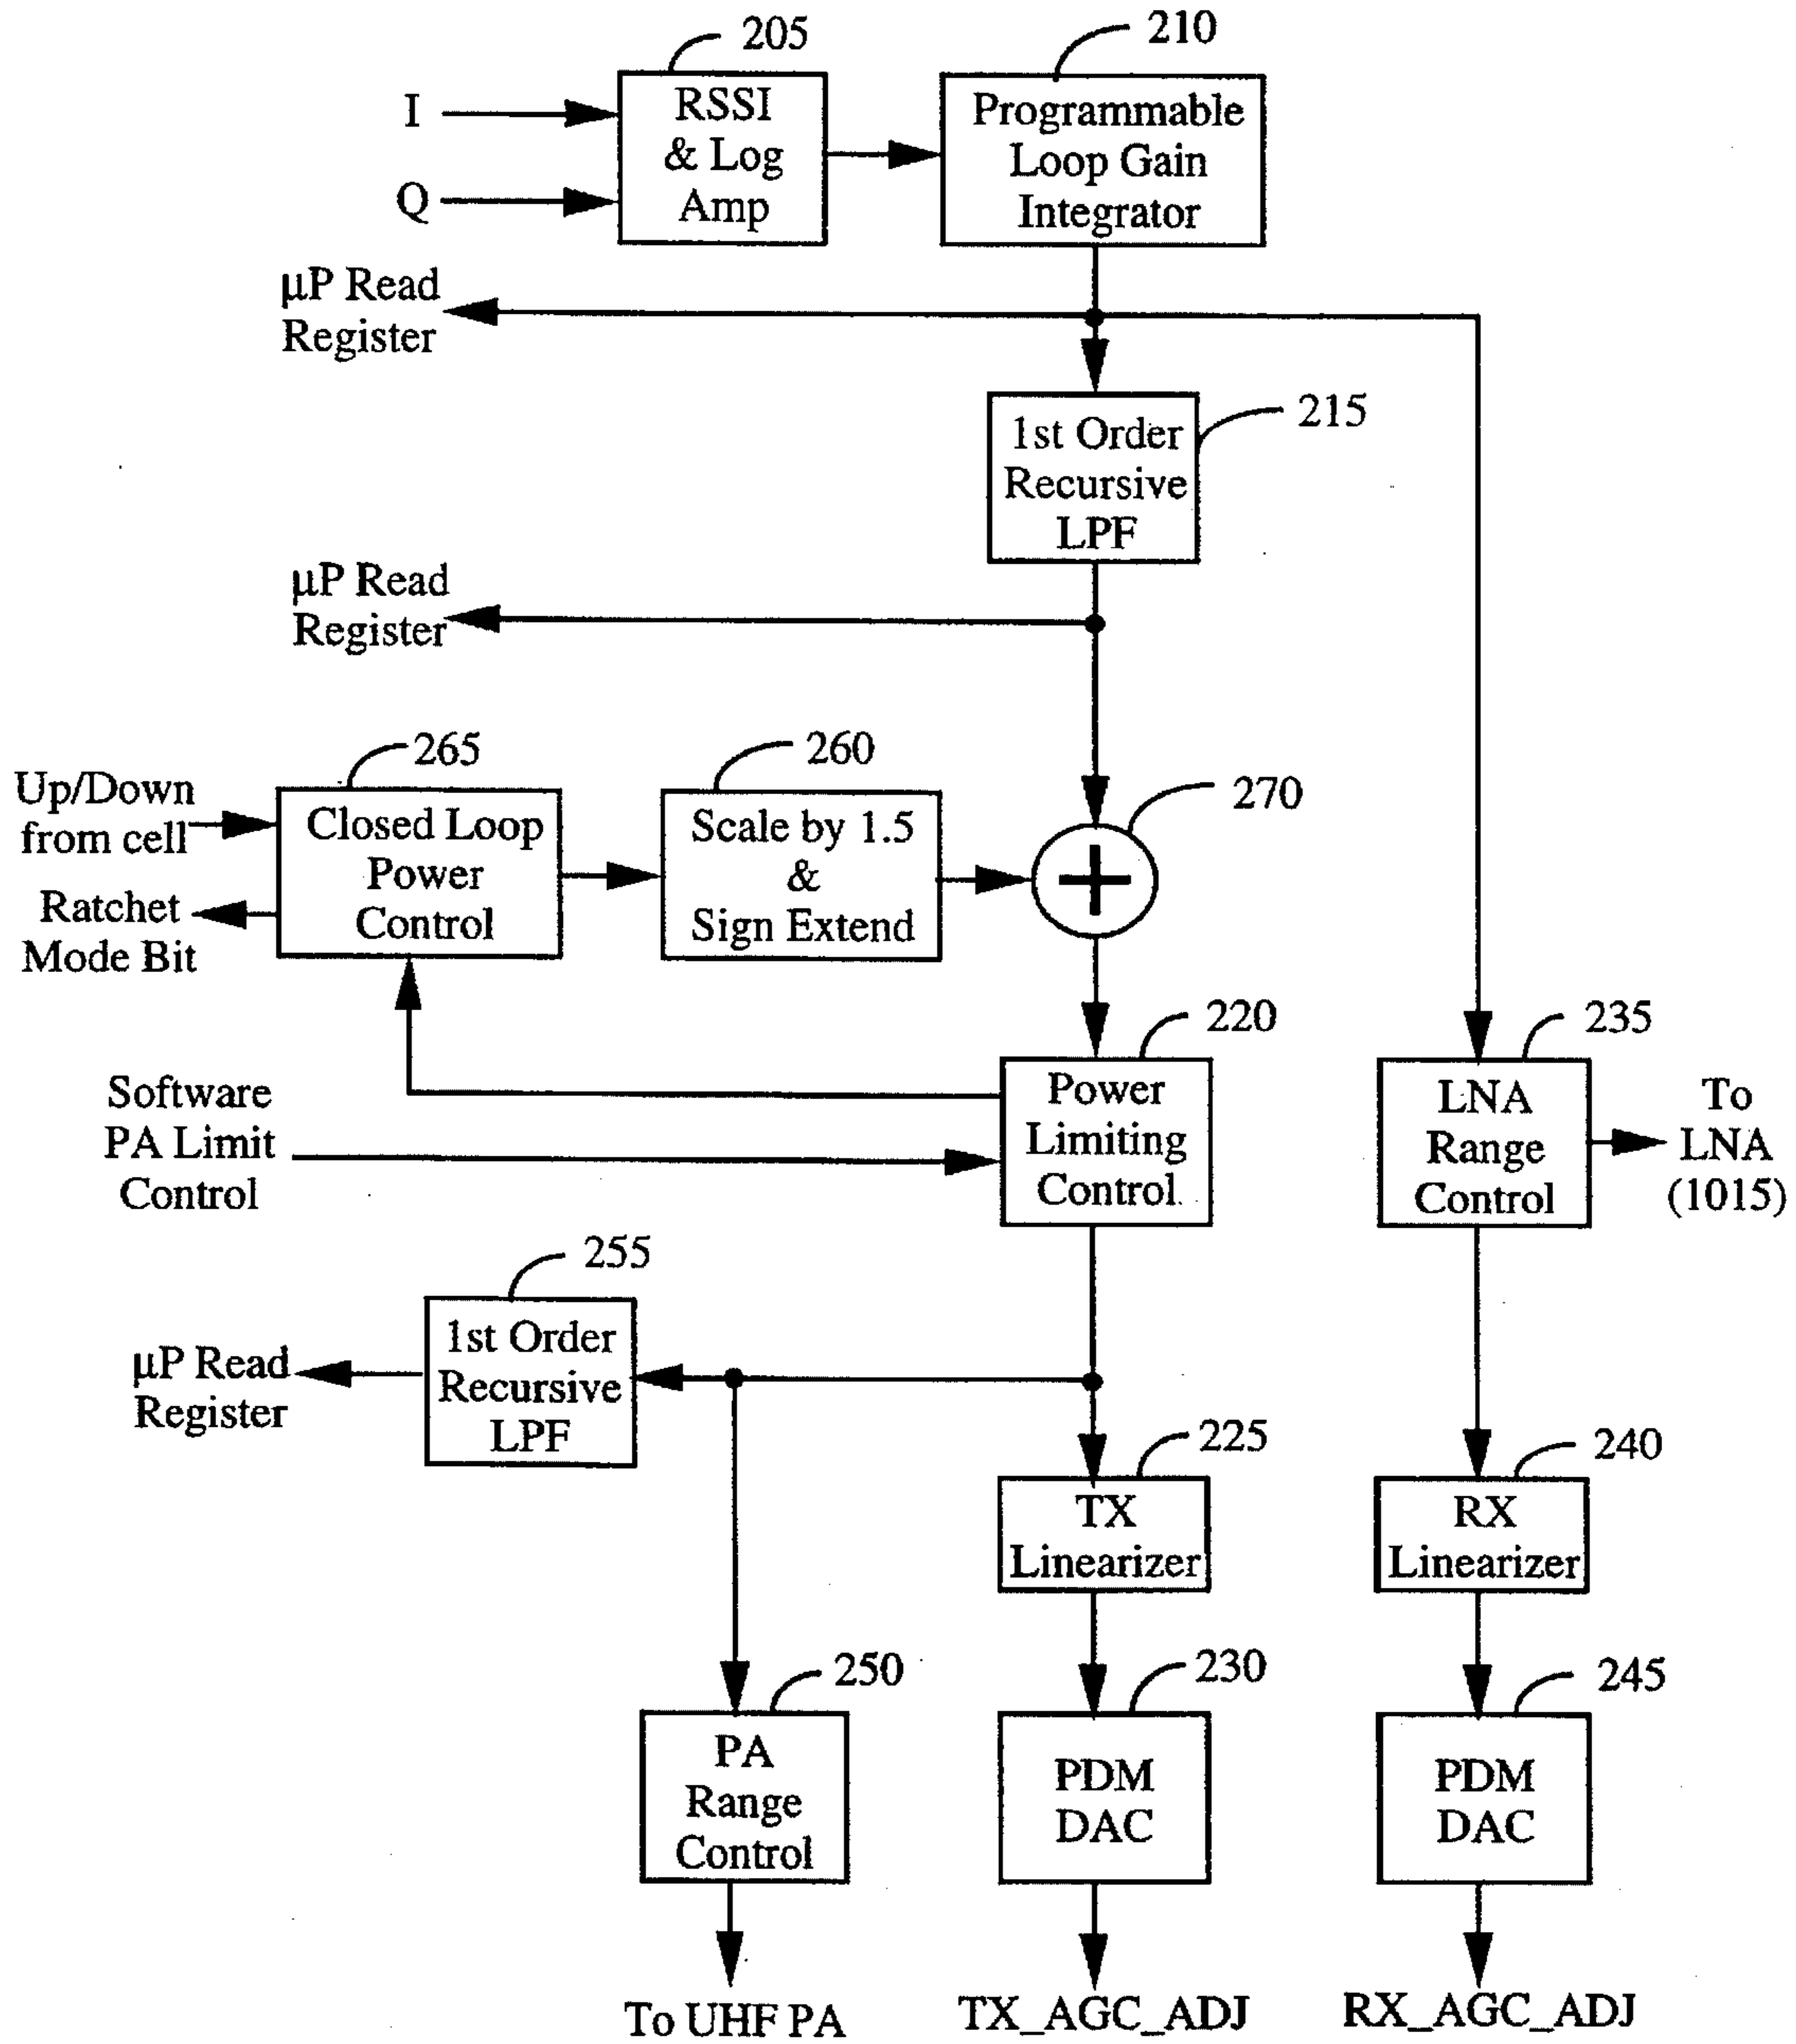 205
210
I
Q
RSSI
& Log
Amp
Programmable
Loop Gain
Integrator
µP Read
Register
215
1st Order
Recursive
LPF
µP Read
Register
265
260
270
Up/Down
from cell
Ratchet
Mode Bit
Closed Loop
Power
Control
Scale by 1.5
&
Sign Extend
+
220
235
Software
PA Limit
Control
Power
Limiting
Control
LNA
Range
Control
To
LNA
(1015)
255
1st Order
Recursive
LPF
µP Read
Register
225
240
TX
Linearizer
RX
Linearizer
250
230
245
PA
Range
Control
PDM
DAC
PDM
DAC
To UHF PA
TX_AGC_ADJ
RX_AGC_ADJ